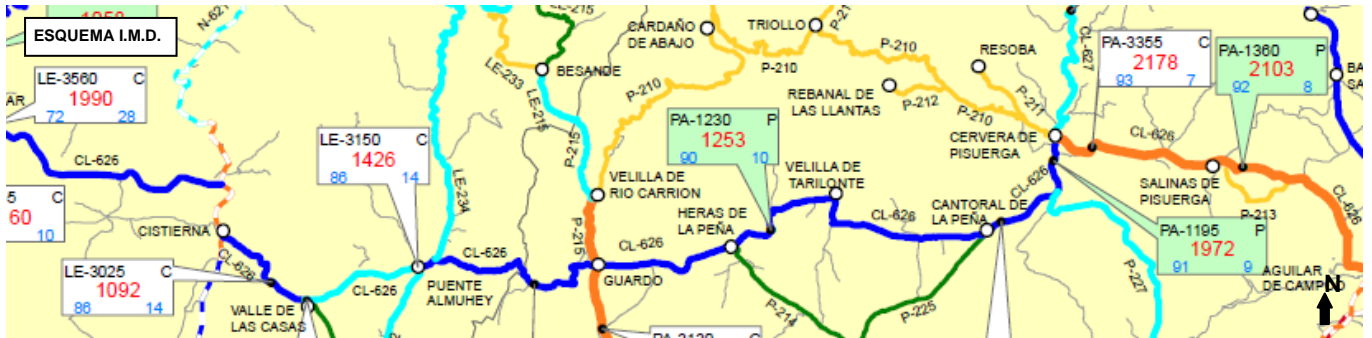 ESQUEMA I.M.D.
N-621
LE-215
CARDAÑO
DE ABAJO
TRIOLLO
P-210
CL-627
RESOBA
PA-3355 C
2178
93 7
PA-1360 P
2103
92 8
LE-3560 C
1990
72 28
LE-233
BESANDE
P-210
P-210
REBANAL DE
LAS LLANTAS
P-212
P-210
P-211
LE-215
P-215
P-210
PA-1230 P
1253
90 10
CERVERA DE
PISUERGA
CL-626
LE-3150 C
1426
86 14
CL-626
LE-234
VELILLA DE
RIO CARRION
VELILLA DE
TARILONTE
CL-626
SALINAS DE
PISUERGA
P-213
CL-626
5 C
60
10
CISTIERNA
HERAS DE
LA PEÑA
CL-626
CANTORAL DE
LA PEÑA
PA-1195 P
1972
91 9
CL-626
LE-3025 C
1092
86 14
CL-626
CL-626
P-215
CL-626
GUARDO
PUENTE
ALMUHEY
VALLE DE
LAS CASAS
P-214
P-225
P-227
AGUILAR
DE CAMPOO
N